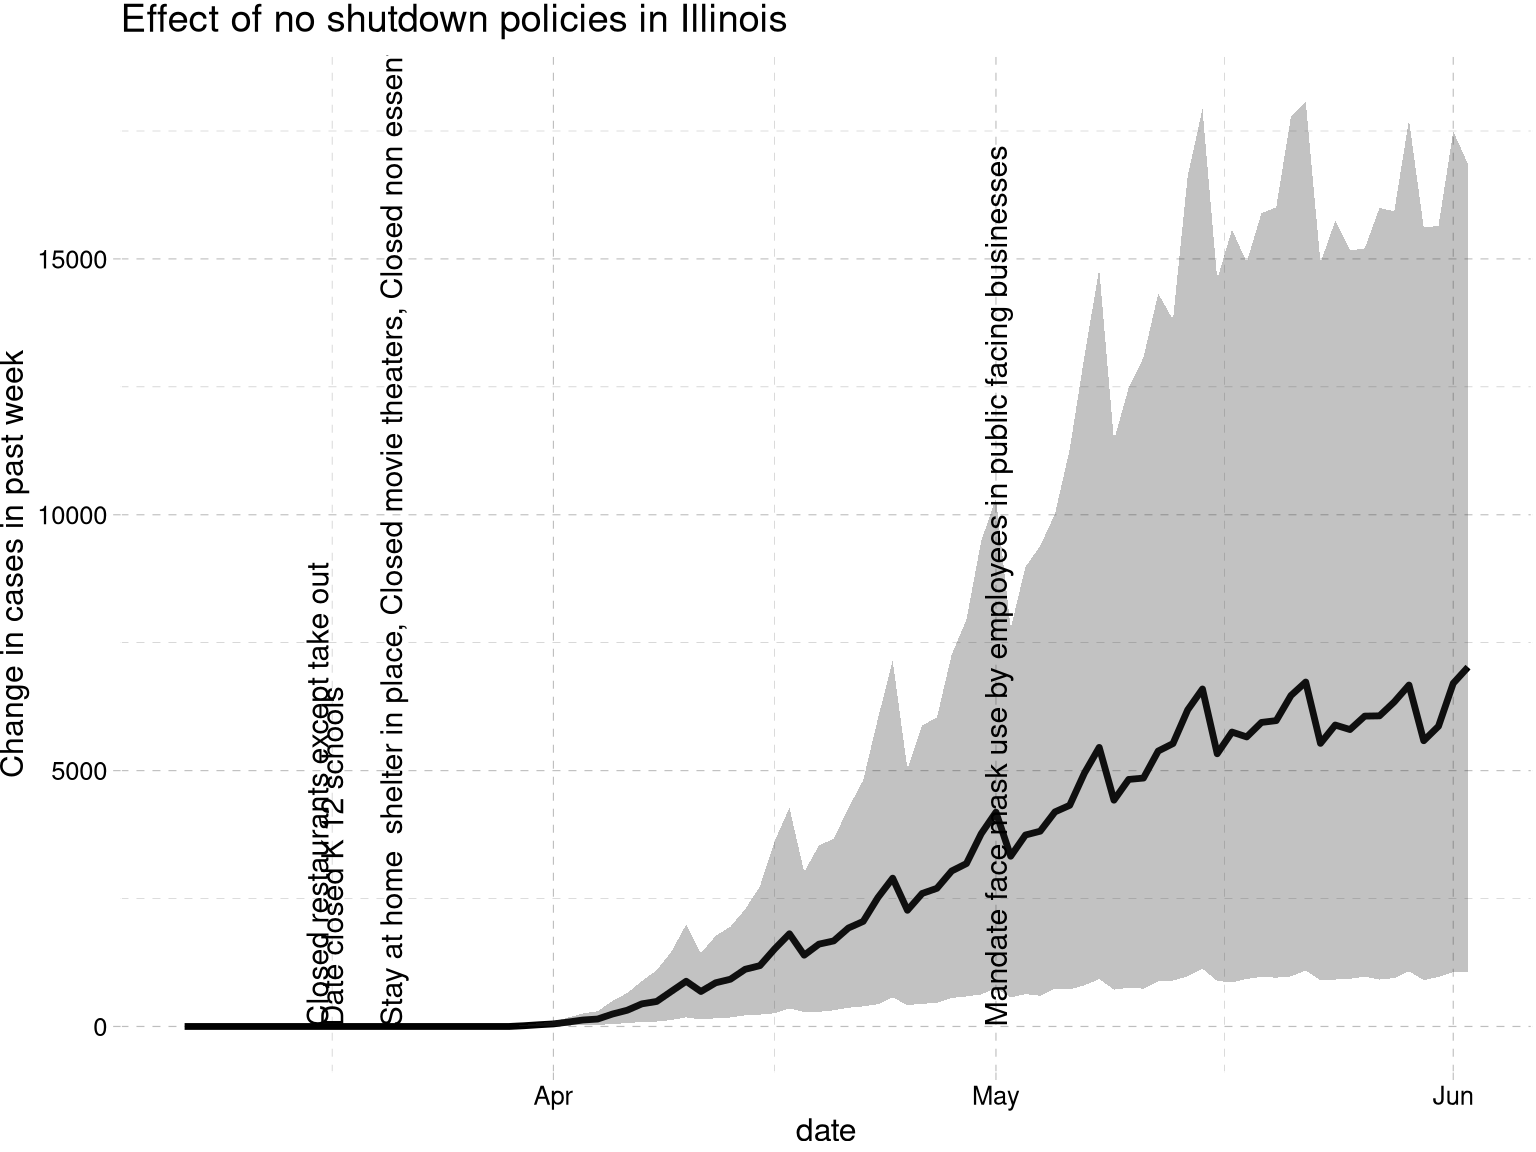 Effect of no shutdown policies in Illinois
Change in cases in past week
15000
10000
5000
0
Closed restaurants except take out
Date closed K 12 schools
Stay at home  shelter in place, Closed movie theaters, Closed non essen
Mandate face mask use by employees in public facing businesses
Apr
May
Jun
date